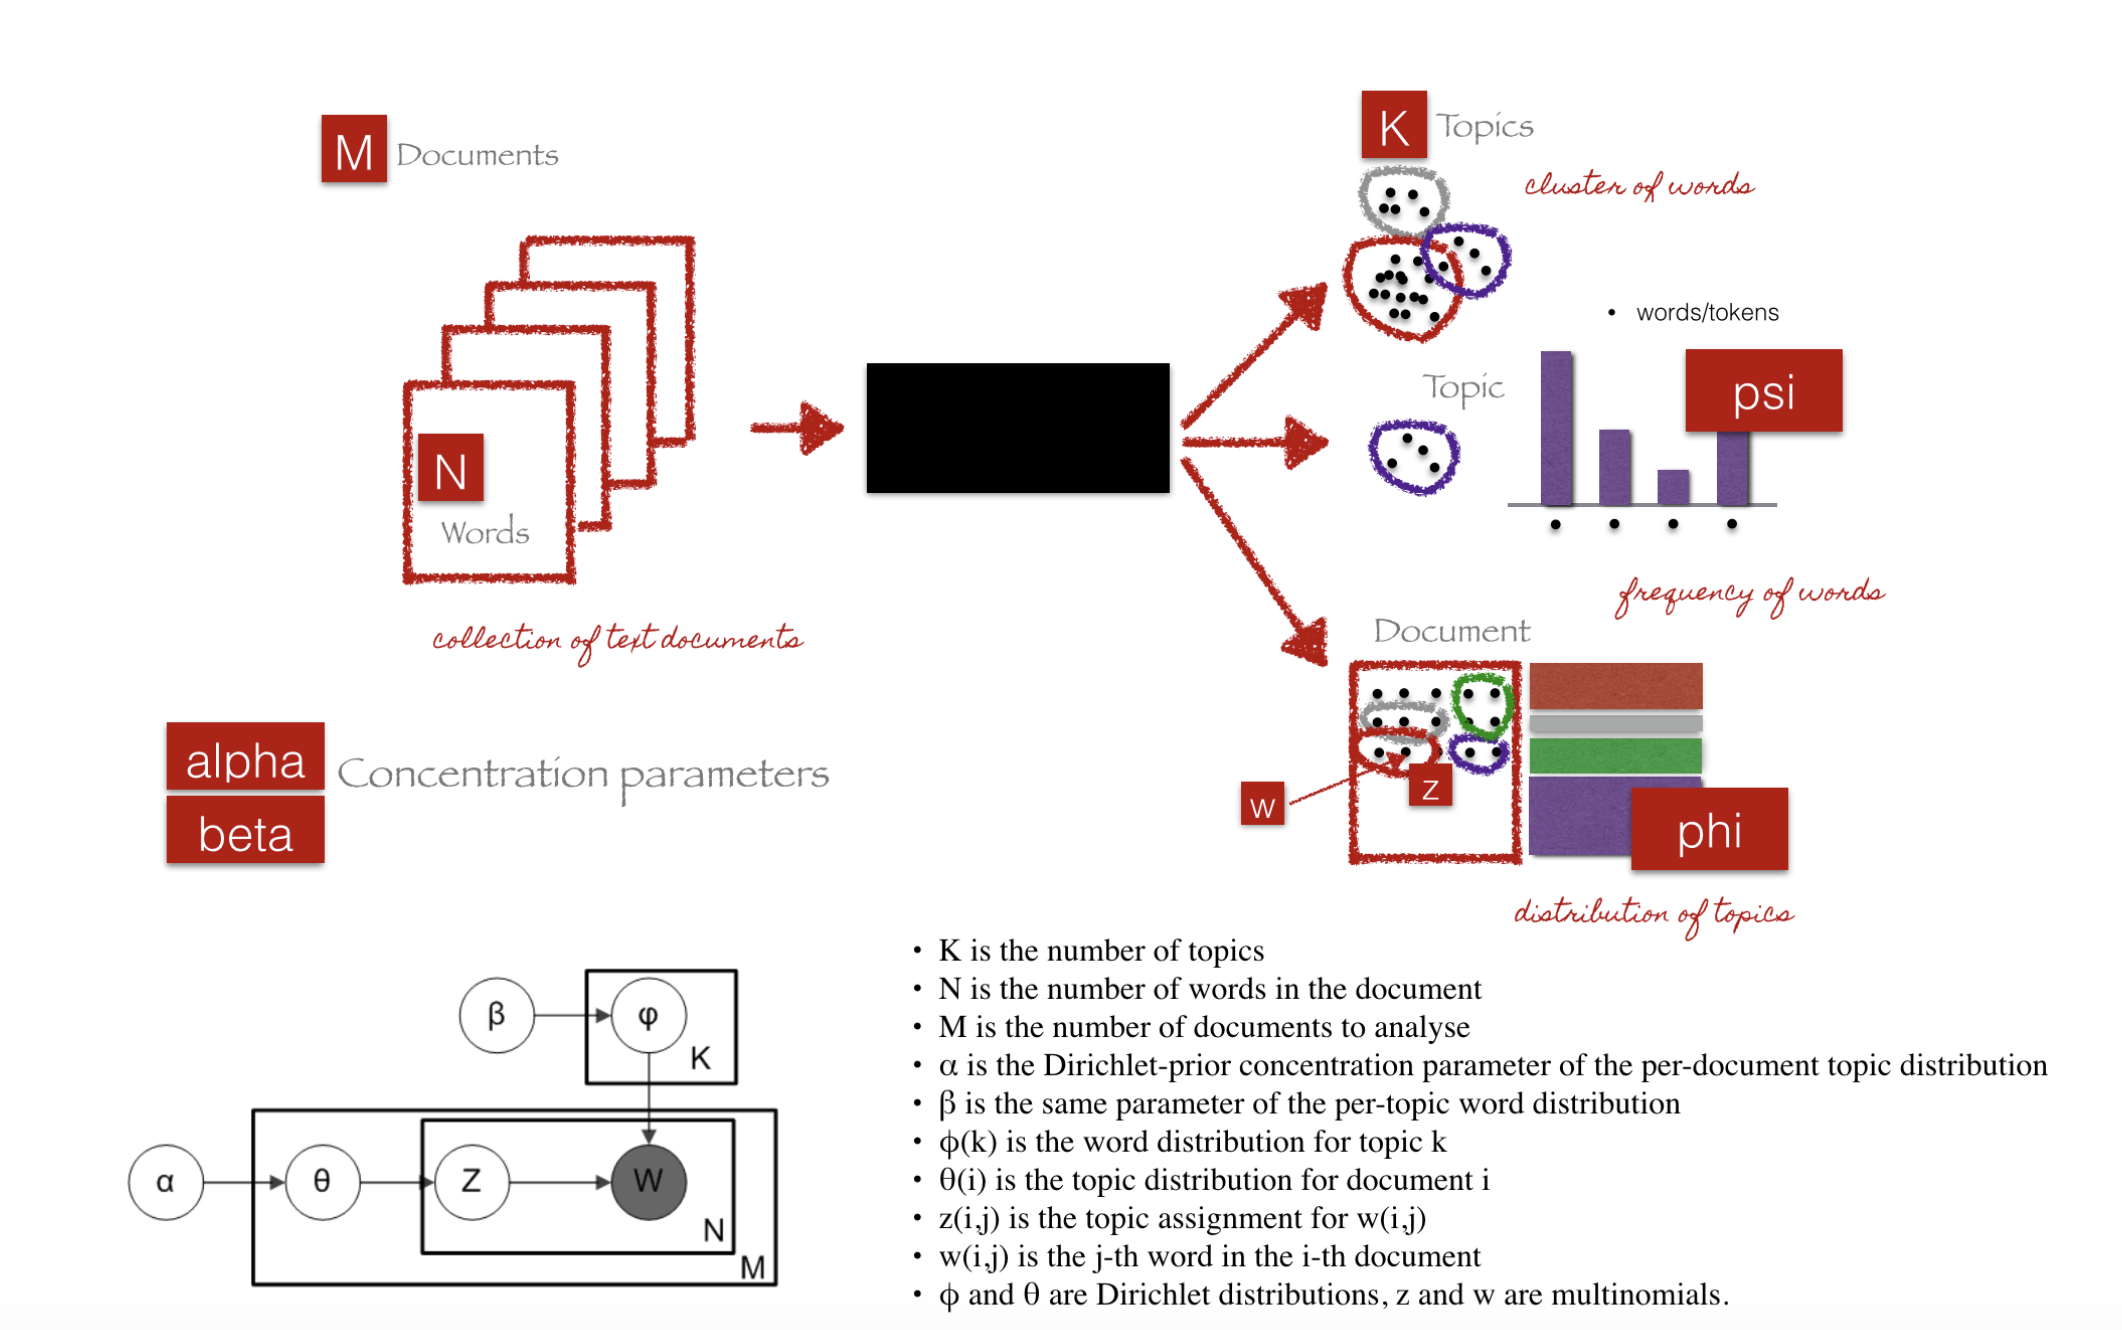 M Documents
N
Words
collection of text documents
K Topics
cluster of words
• words/tokens
Topic
psi
frequency of words
Document
w
z
phi
distribution of topics
alpha
beta
Concentration parameters
β
φ
K
α
θ
Z
W
N
M
• K is the number of topics
• N is the number of words in the document
• M is the number of documents to analyse
• α is the Dirichlet-prior concentration parameter of the per-document topic distribution
• β is the same parameter of the per-topic word distribution
• ϕ(k) is the word distribution for topic k
• θ(i) is the topic distribution for document i
• z(i,j) is the topic assignment for w(i,j)
• w(i,j) is the j-th word in the i-th document
• ϕ and θ are Dirichlet distributions, z and w are multinomials.